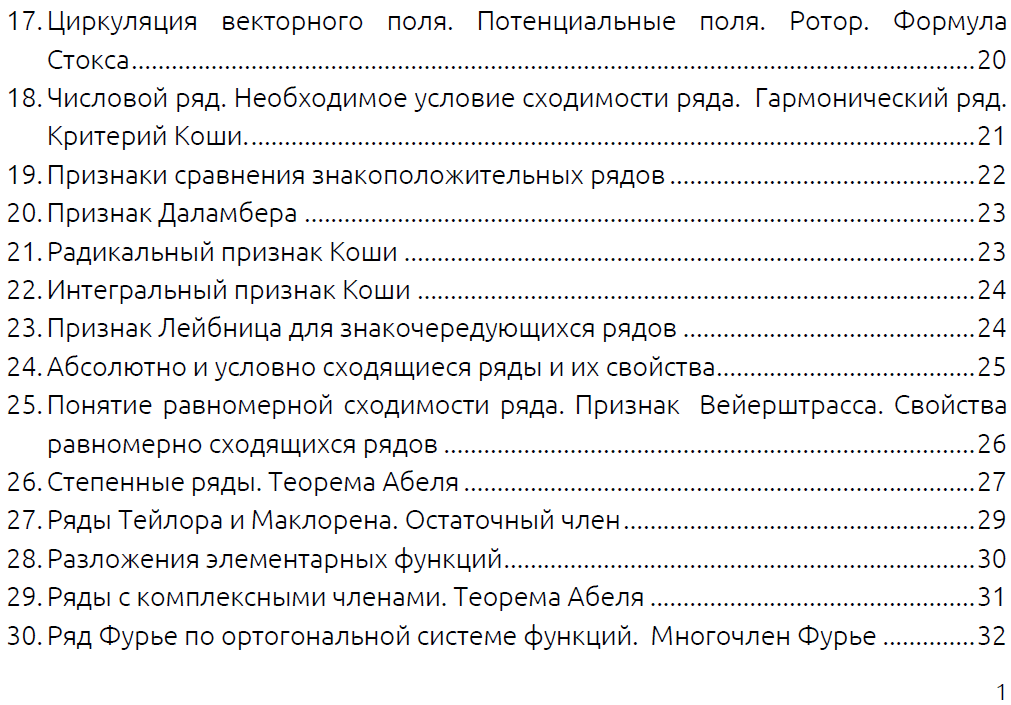 17. Циркуляция векторного поля. Потенциальные поля. Ротор. Формула
Стокса.....................................................................................................20
18. Числовой ряд. Необходимое условие сходимости ряда. Гармонический ряд.
Критерий Коши........................................................................................21
19. Признаки сравнения знакоположительных рядов ..............................................22
20. Признак Даламбера .....................................................................................23
21. Радикальный признак Коши ........................................................................23
22. Интегральный признак Коши .......................................................................24
23. Признак Лейбница для знакочередующихся рядов ............................................24
24. Абсолютно и условно сходящиеся ряды и их свойства.......................................25
25. Понятие равномерной сходимости ряда. Признак Вейерштрасса. Свойства
равномерно сходящихся рядов ................................................................................26
26. Степенные ряды. Теорема Абеля .............................................................................27
27. Ряды Тейлора и Маклорена. Остаточный член.....................................................29
28. Разложения элементарных функций.......................................................................30
29. Ряды с комплексными членами. Теорема Абеля .................................................31
30. Ряд Фурье по ортогональной системе функций. Многочлен Фурье ..............32
1